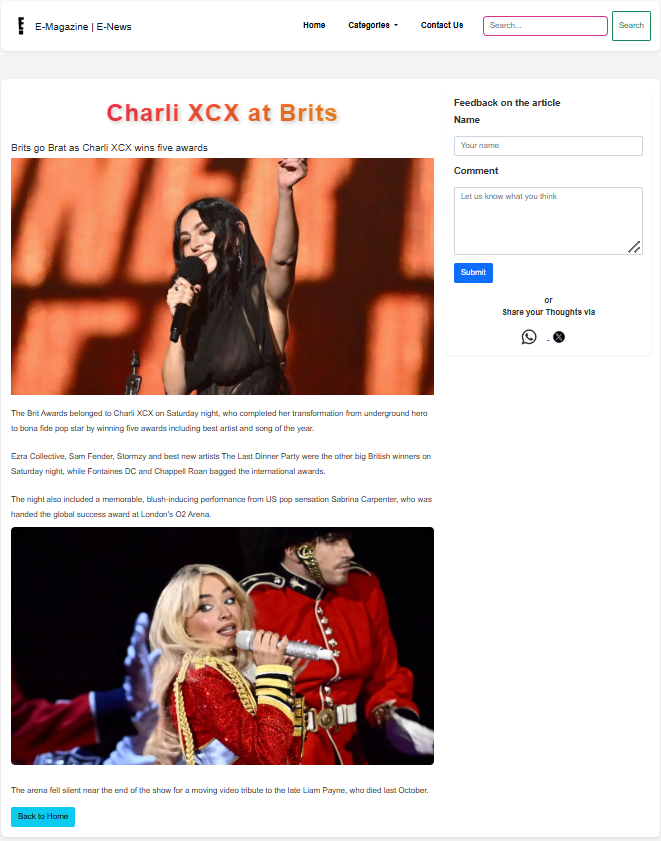 E
E-Magazine | E-News
Home
Categories
Contact Us
Search...
Search
Charli XCX at Brits
Brits go Brat as Charli XCX wins five awards
The Brit Awards belonged to Charli XCX on Saturday night, who completed her transformation from underground hero
to bona fide pop star by winning five awards including best artist and song of the year.
Ezra Collective, Sam Fender, Stormzy and best new artists The Last Dinner Party were the other big British winners on
Saturday night, while Fontaines DC and Chappell Roan bagged the international awards.
The night also included a memorable, blush-inducing performance from US pop sensation Sabrina Carpenter, who was
handed the global success award at London's O2 Arena.
The arena fell silent near the end of the show for a moving video tribute to the late Liam Payne, who died last October.
Back to Home
Feedback on the article
Name
Your name
Comment
Let us know what you think
Submit
or
Share your Thoughts via